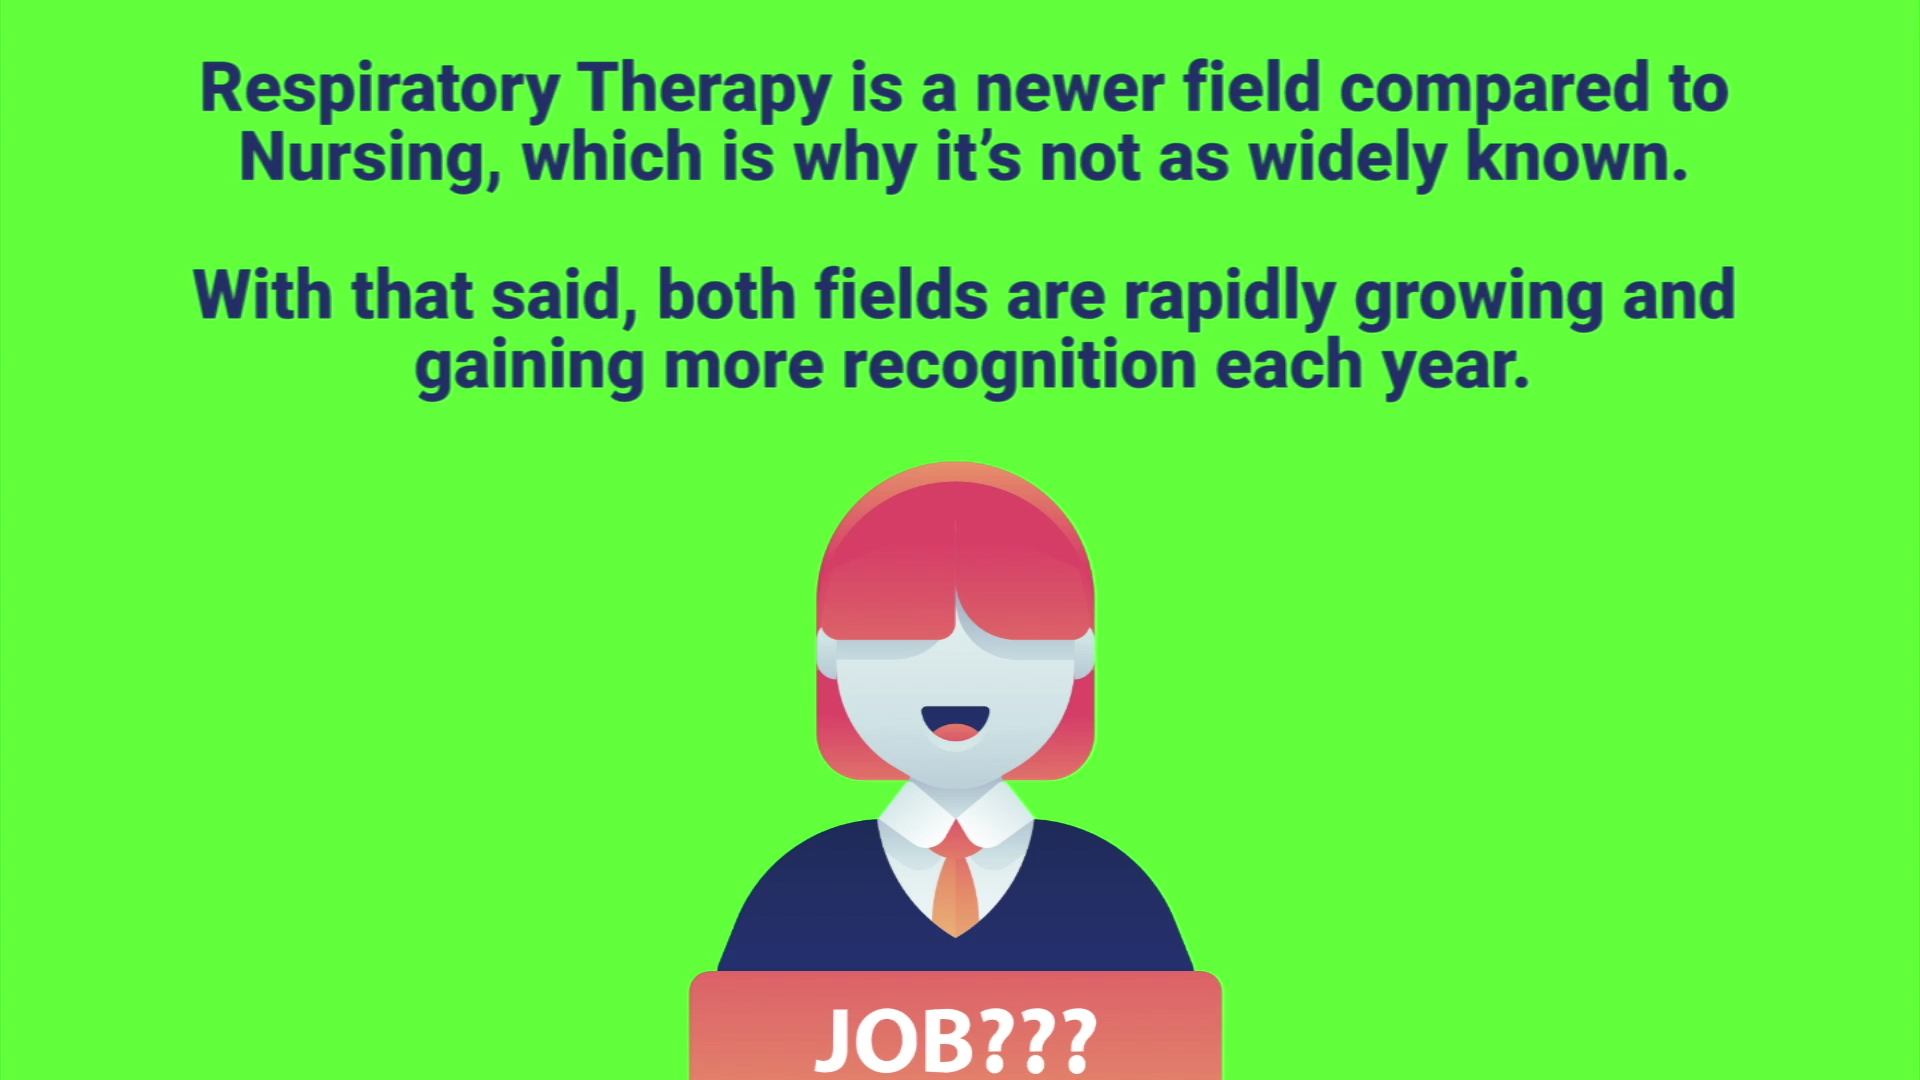 Respiratory Therapy is a newer field compared to
Nursing, which is why it’s not as widely known.
With that said, both fields are rapidly growing and
gaining more recognition each year.
JOB???